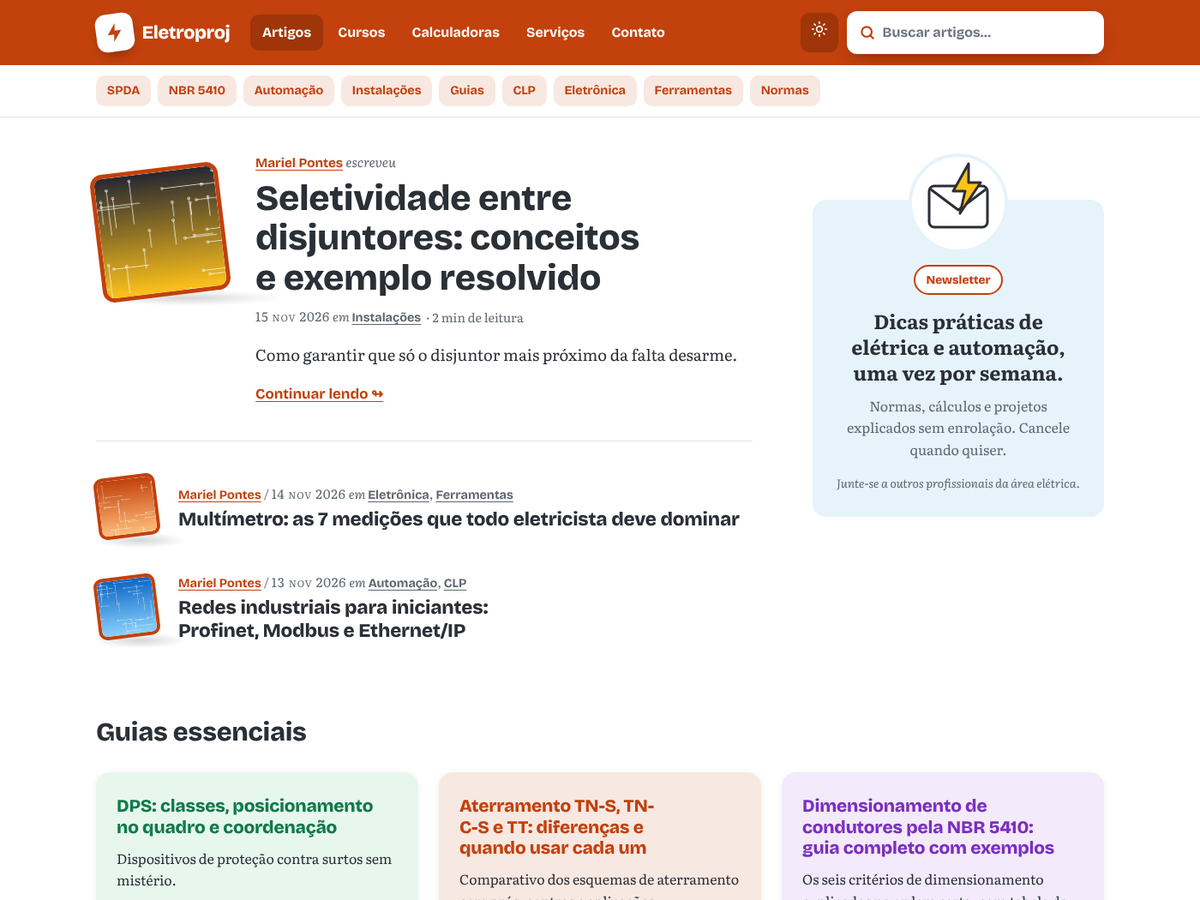 Eletroproj
Artigos
Cursos
Calculadoras
Serviços
Contato
Buscar artigos...
SPDA
NBR 5410
Automação
Instalações
Guias
CLP
Eletrônica
Ferramentas
Normas
Mariel Pontes escreveu
Seletividade entre
disjuntores: conceitos
e exemplo resolvido
15 NOV 2026 em Instalações · 2 min de leitura
Como garantir que só o disjuntor mais próximo da falta desarme.
Continuar lendo ↬
Mariel Pontes / 14 NOV 2026 em Eletrônica, Ferramentas
Multímetro: as 7 medições que todo eletricista deve dominar
Mariel Pontes / 13 NOV 2026 em Automação, CLP
Redes industriais para iniciantes:
Profinet, Modbus e Ethernet/IP
Newsletter
Dicas práticas de
elétrica e automação,
uma vez por semana.
Normas, cálculos e projetos
explicados sem enrolação. Cancele
quando quiser.
Junte-se a outros profissionais da área elétrica.
Guias essenciais
DPS: classes, posicionamento
no quadro e coordenação
Dispositivos de proteção contra surtos sem
mistério.
Aterramento TN-S, TN-
C-S e TT: diferenças e
quando usar cada um
Comparativo dos esquemas de aterramento
Dimensionamento de
condutores pela NBR 5410:
guia completo com exemplos
Os seis critérios de dimensionamento